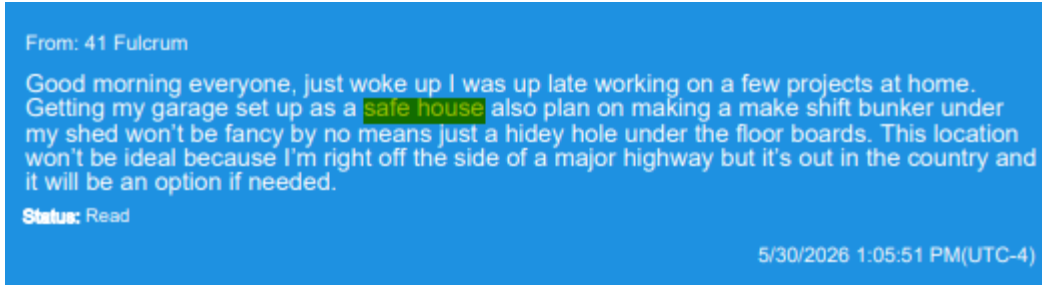 From: 41 Fulcrum
Good morning everyone, just woke up I was up late working on a few projects at home.
Getting my garage set up as a safe house also plan on making a make shift bunker under
my shed won't be fancy by no means just a hidey hole under the floor boards. This location
won't be ideal because I'm right off the side of a major highway but it's out in the country and
it will be an option if needed.
Status: Read
5/30/2026 1:05:51 PM(UTC-4)